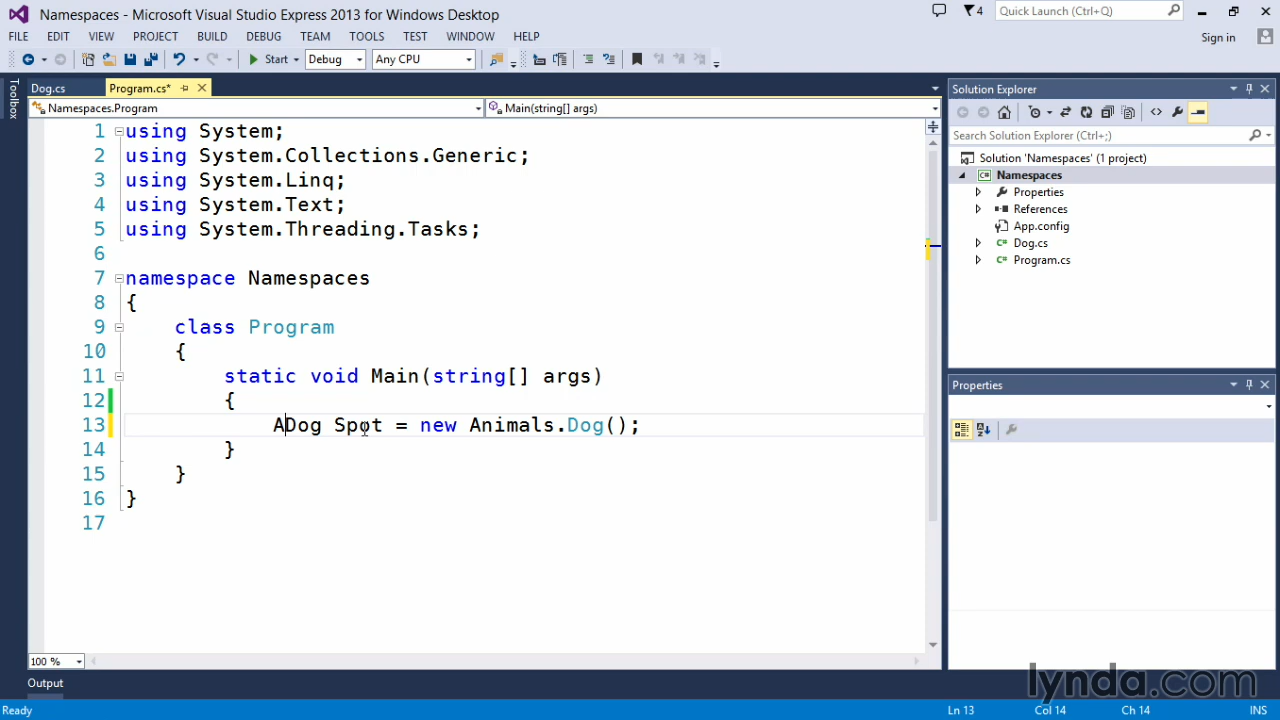 Namespaces - Microsoft Visual Studio Express 2013 for Windows Desktop
4
Quick Launch (Ctrl+Q)
FILE EDIT VIEW PROJECT BUILD DEBUG TEAM TOOLS TEST WINDOW HELP
Sign in
Start Debug Any CPU
Toolbox
Dog.cs Program.cs*
Namespaces.Program Main(string[] args)
1 using System;
2 using System.Collections.Generic;
3 using System.Linq;
4 using System.Text;
5 using System.Threading.Tasks;
6
7 namespace Namespaces
8 {
9 class Program
10 {
11 static void Main(string[] args)
12 {
13 ADog Spot = new Animals.Dog();
14 }
15 }
16 }
17
100 %
Solution Explorer
Search Solution Explorer (Ctrl+;)
Solution 'Namespaces' (1 project)
Namespaces
Properties
References
App.config
Dog.cs
Program.cs
Properties
Output
lynda.com
Ready Ln 13 Col 14 Ch 14 INS